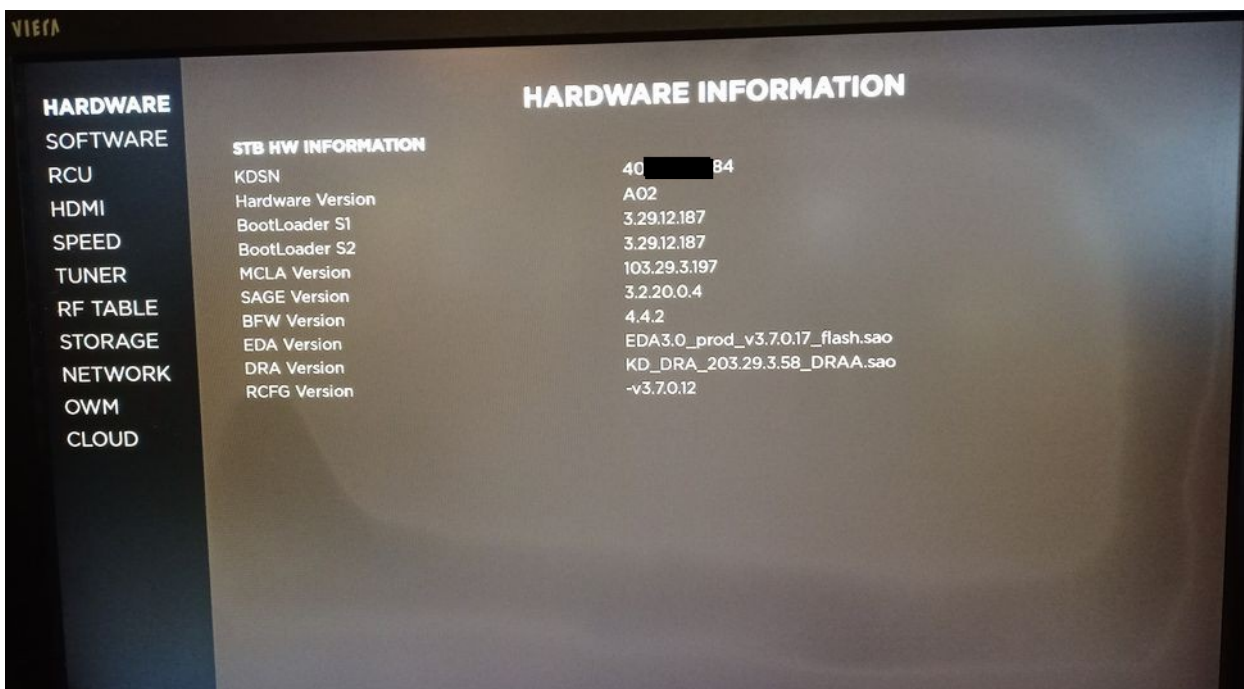 VIERA
HARDWARE INFORMATION
HARDWARE
SOFTWARE
RCU
HDMI
SPEED
TUNER
RF TABLE
STORAGE
NETWORK
OWM
CLOUD
STB HW INFORMATION
KDSN 40 84
Hardware Version A02
BootLoader S1 3.29.12.187
BootLoader S2 3.29.12.187
MCLA Version 103.29.3.197
SAGE Version 3.2.20.0.4
BFW Version 4.4.2
EDA Version EDA3.0_prod_v3.7.0.17_flash.sao
DRA Version KD_DRA_203.29.3.58_DRAA.sao
RCFG Version -v3.7.0.12